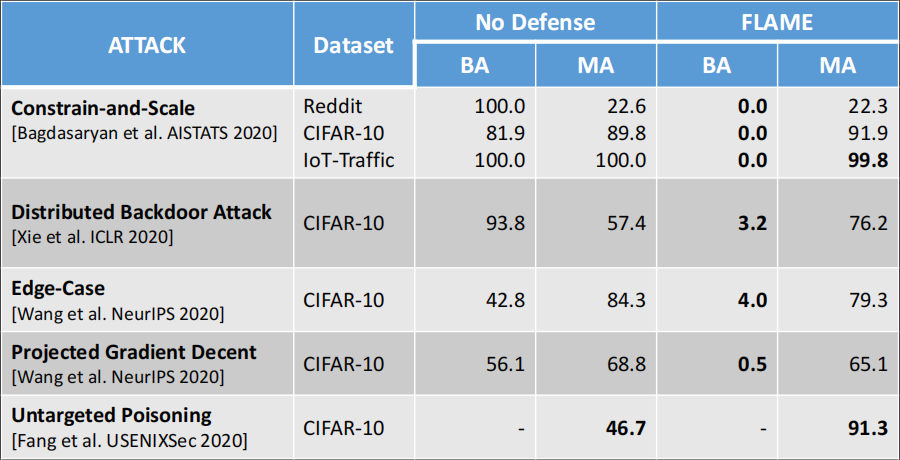 ATTACK Dataset No Defense FLAME
BA MA BA MA
Constrain-and-Scale Reddit 100.0 22.6 0.0 22.3
[Bagdasaryan et al. AISTATS 2020] CIFAR-10 81.9 89.8 0.0 91.9
IoT-Traffic 100.0 100.0 0.0 99.8
Distributed Backdoor Attack
[Xie et al. ICLR 2020] CIFAR-10 93.8 57.4 3.2 76.2
Edge-Case
[Wang et al. NeurIPS 2020] CIFAR-10 42.8 84.3 4.0 79.3
Projected Gradient Decent
[Wang et al. NeurIPS 2020] CIFAR-10 56.1 68.8 0.5 65.1
Untargeted Poisoning
[Fang et al. USENIXSec 2020] CIFAR-10 - 46.7 - 91.3